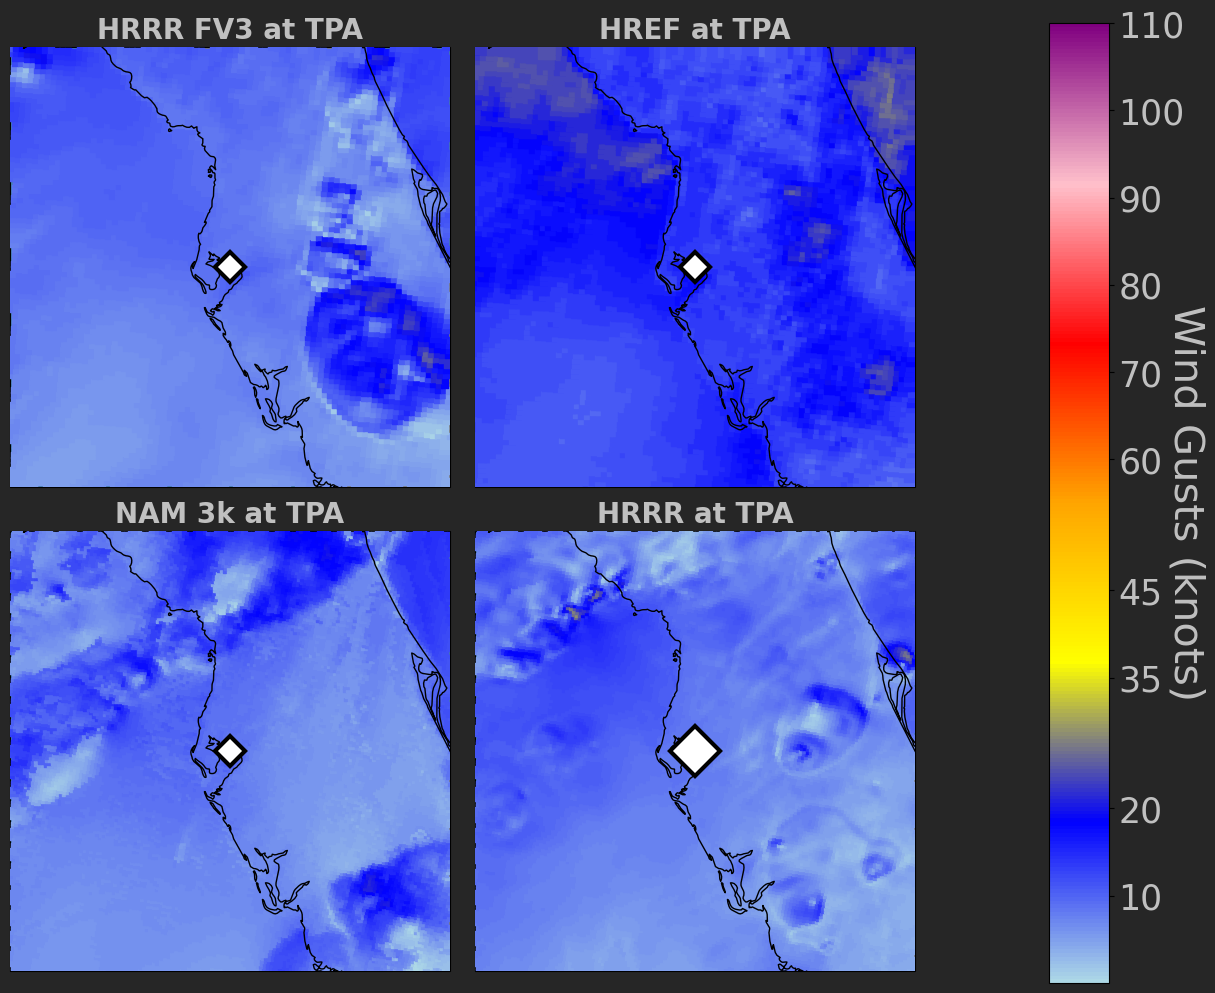 HRRR FV3 at TPA
HREF at TPA
NAM 3k at TPA
HRRR at TPA
110
100
90
80
70
60
45
35
20
10
Wind Gusts (knots)